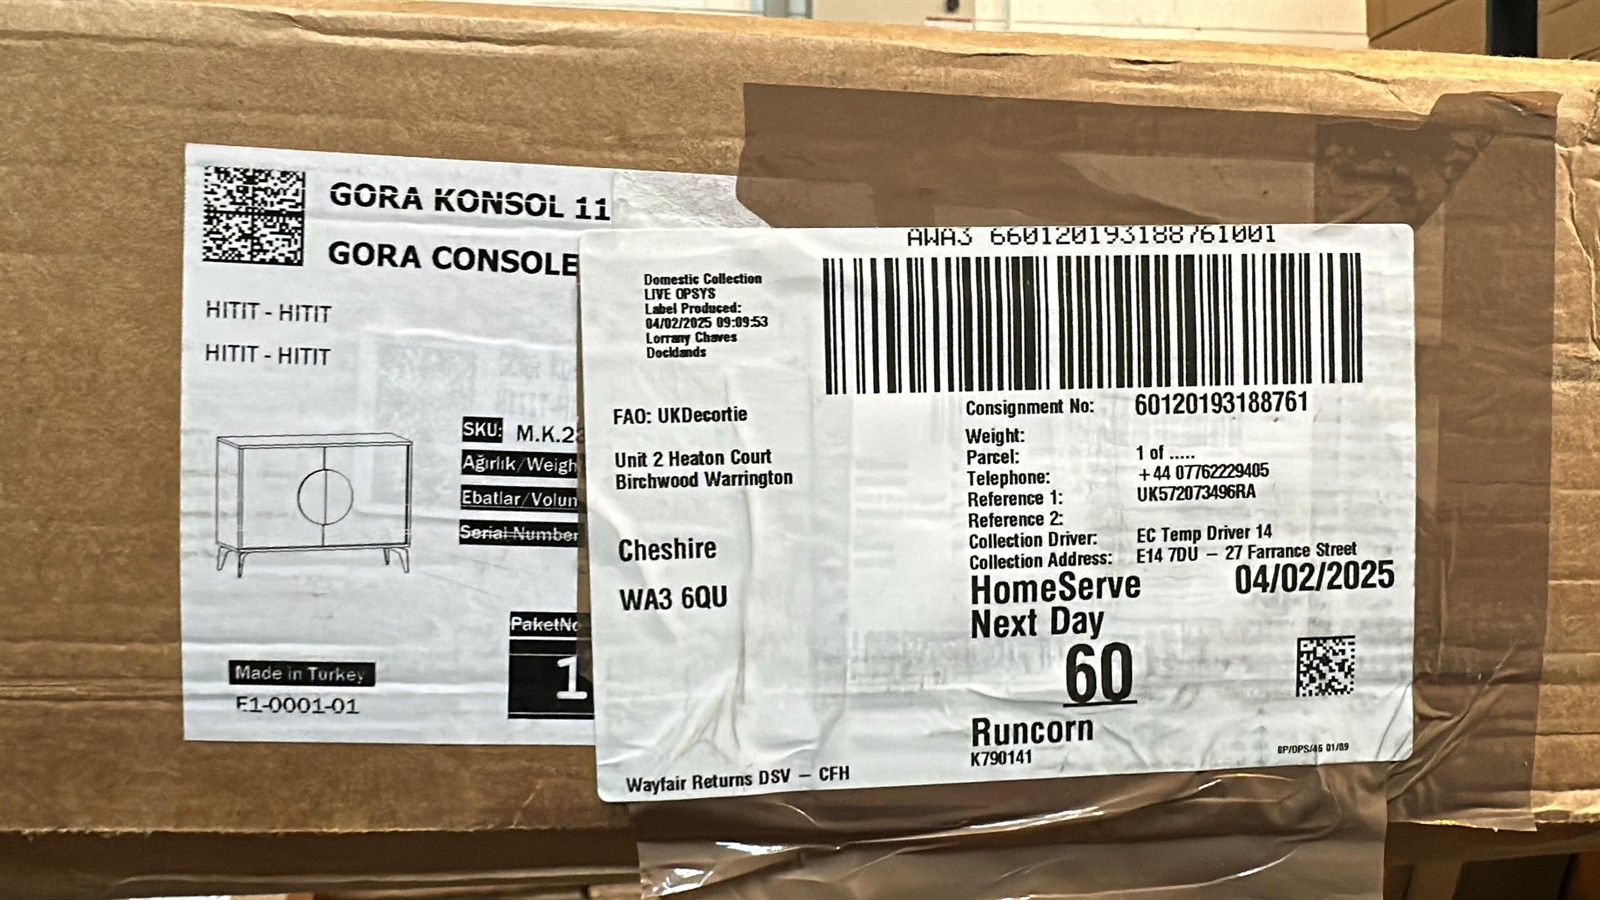 GORA KONSOL 11
GORA CONSOLE
HITIT - HITIT
HITIT - HITIT
SKU: M.K.
Ağırlık/Weigh
Ebatlar/Volum
Serial Number
PaketNo
1
Made in Turkey
E1-0001-01
AWA3 660120193188761001
Domestic Collection
LIVE OPSYS
Label Produced:
04/02/2025 09:09:53
Lorrany Chaves
Docklands
FAO: UKDecortie
Unit 2 Heaton Court
Birchwood Warrington
Cheshire
WA3 6QU
Consignment No: 60120193188761
Weight:
Parcel: 1 of .....
Telephone: +44 07762229405
Reference 1: UK572073496RA
Reference 2:
Collection Driver: EC Temp Driver 14
Collection Address: E14 7DU – 27 Farrance Street
HomeServe 04/02/2025
Next Day
60
Runcorn
K790141
BP/OPS/46 01/09
Wayfair Returns DSV – CFH